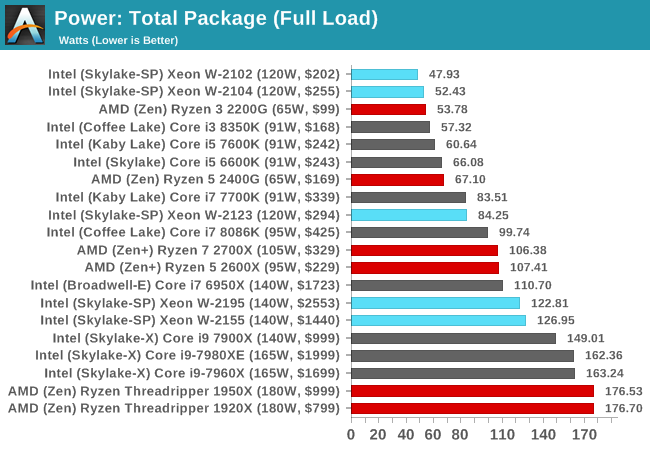 A
Power: Total Package (Full Load)
Watts (Lower is Better)
Intel (Skylake-SP) Xeon W-2102 (120W, $202) 47.93
Intel (Skylake-SP) Xeon W-2104 (120W, $255) 52.43
AMD (Zen) Ryzen 3 2200G (65W, $99) 53.78
Intel (Coffee Lake) Core i3 8350K (91W, $168) 57.32
Intel (Kaby Lake) Core i5 7600K (91W, $242) 60.64
Intel (Skylake) Core i5 6600K (91W, $243) 66.08
AMD (Zen) Ryzen 5 2400G (65W, $169) 67.10
Intel (Kaby Lake) Core i7 7700K (91W, $339) 83.51
Intel (Skylake-SP) Xeon W-2123 (120W, $294) 84.25
Intel (Coffee Lake) Core i7 8086K (95W, $425) 99.74
AMD (Zen+) Ryzen 7 2700X (105W, $329) 106.38
AMD (Zen+) Ryzen 5 2600X (95W, $229) 107.41
Intel (Broadwell-E) Core i7 6950X (140W, $1723) 110.70
Intel (Skylake-SP) Xeon W-2195 (140W, $2553) 122.81
Intel (Skylake-SP) Xeon W-2155 (140W, $1440) 126.95
Intel (Skylake-X) Core i9 7900X (140W, $999) 149.01
Intel (Skylake-X) Core i9-7980XE (165W, $1999) 162.36
Intel (Skylake-X) Core i9-7960X (165W, $1699) 163.24
AMD (Zen) Ryzen Threadripper 1950X (180W, $999) 176.53
AMD (Zen) Ryzen Threadripper 1920X (180W, $799) 176.70
0 20 40 60 80 110 140 170